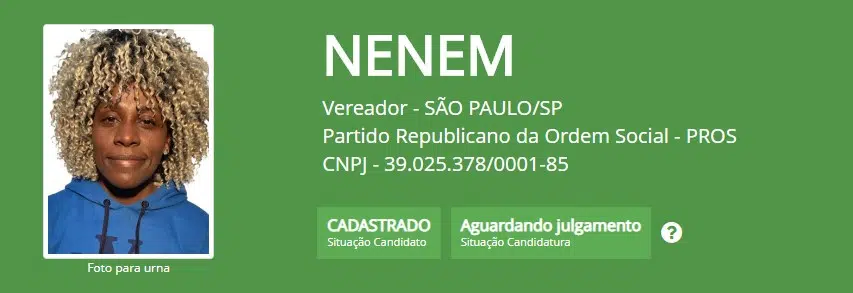 NENEM
Vereador - SÃO PAULO/SP
Partido Republicano da Ordem Social - PROS
CNPJ - 39.025.378/0001-85
CADASTRADO
Situação Candidato
Aguardando julgamento
Situação Candidatura
?
Foto para urna